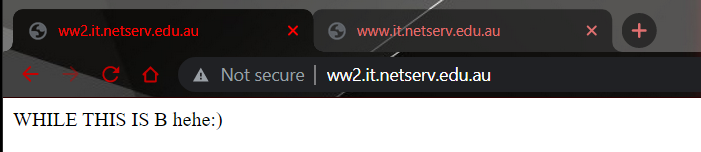 ww2.it.netserv.edu.au
www.it.netserv.edu.au
Not secure | ww2.it.netserv.edu.au
WHILE THIS IS B hehe:)